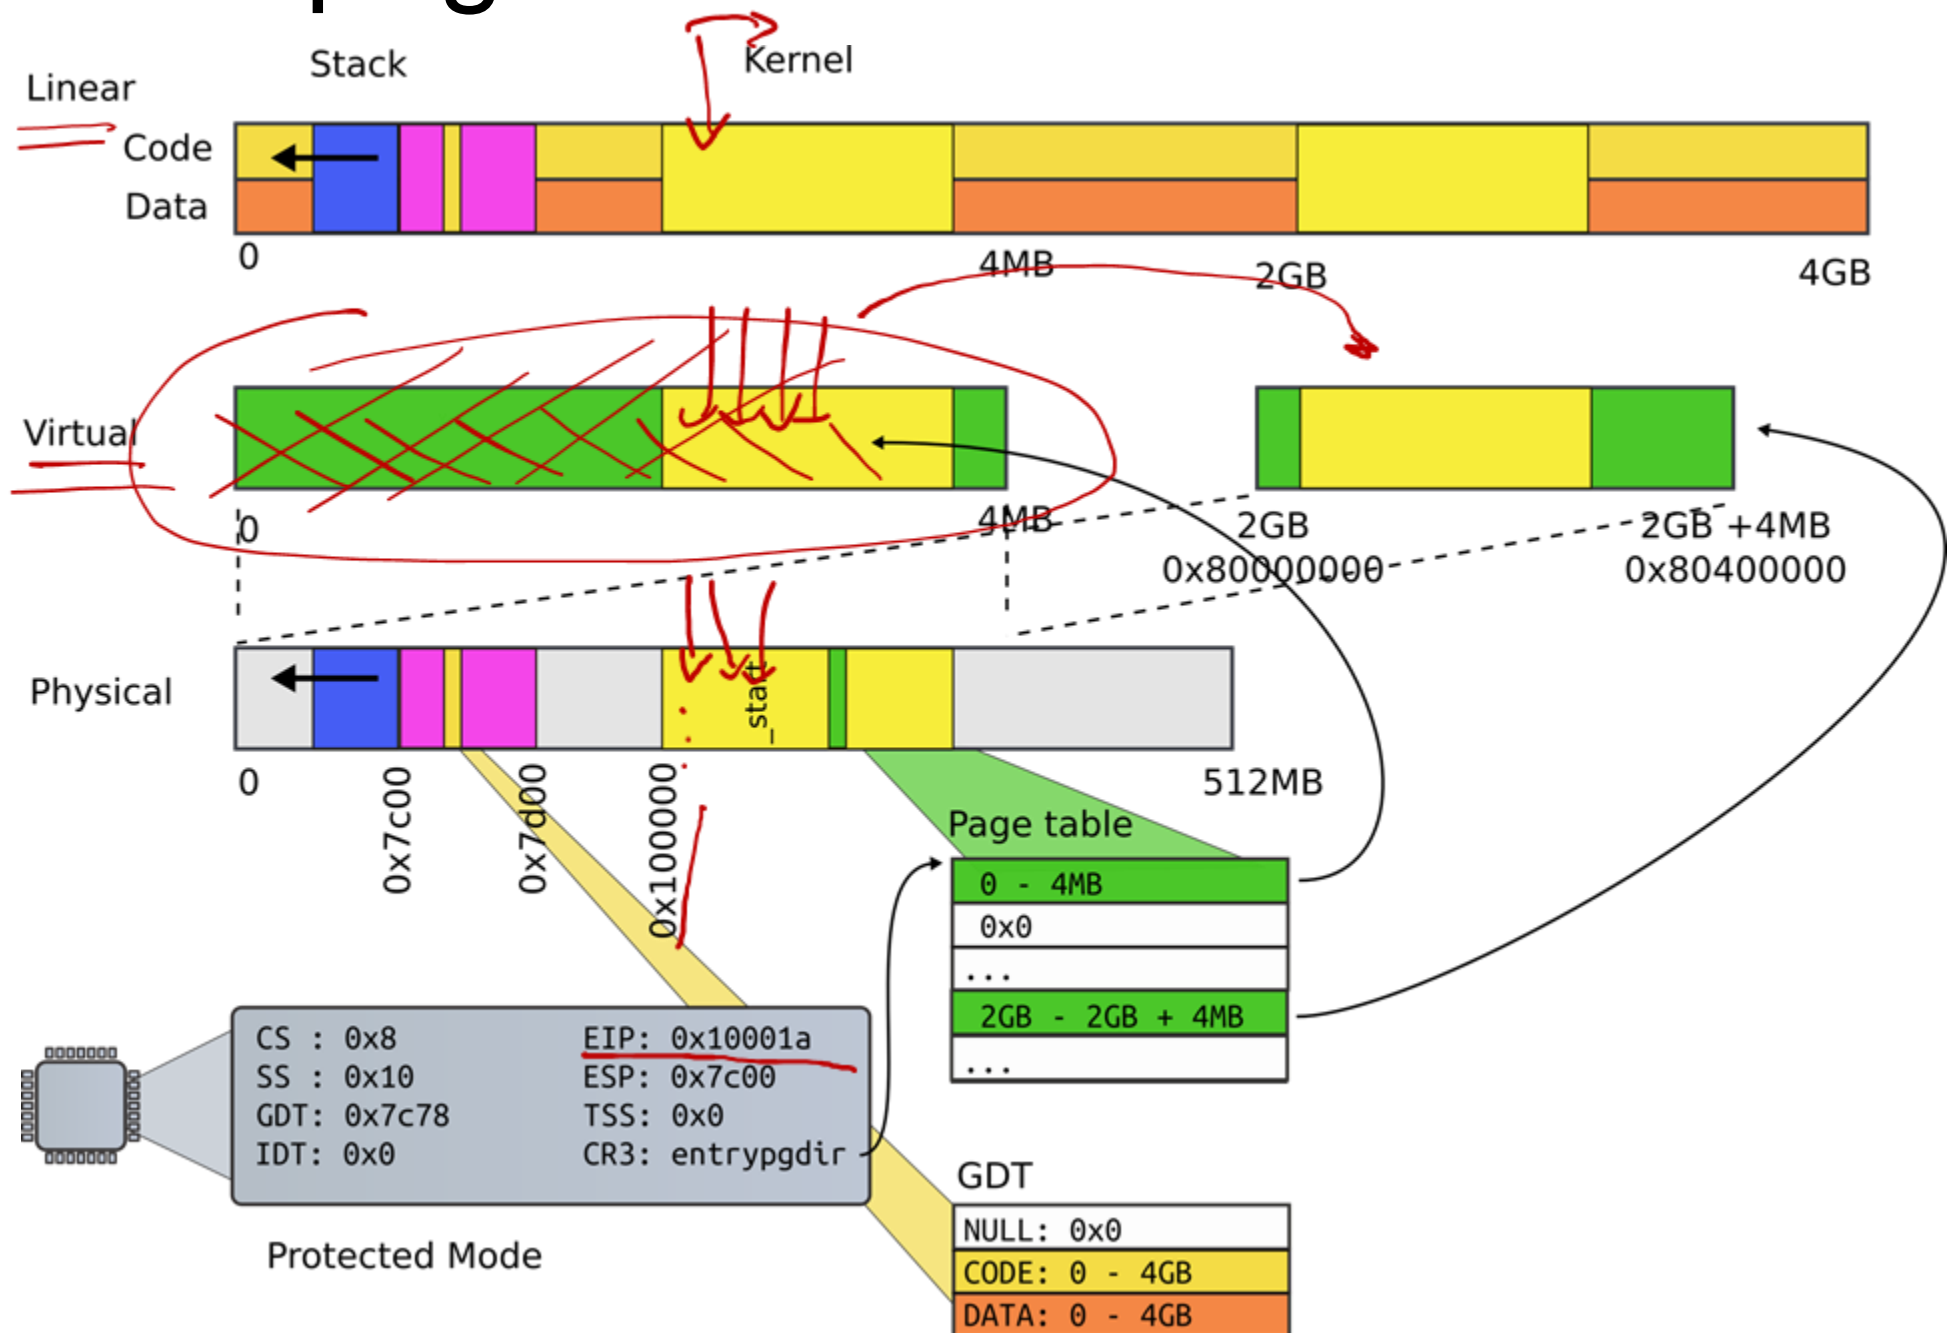 Stack
Kernel
Linear
Code
Data
0
4MB
2GB
4GB
Virtual
0
4MB
2GB
0x80000000
2GB +4MB
0x80400000
Physical
_start
0
0x7c00
0x7d00
0x100000
512MB
Page table
0 - 4MB
0x0
...
2GB - 2GB + 4MB
...
CS : 0x8
EIP: 0x10001a
SS : 0x10
ESP: 0x7c00
GDT: 0x7c78
TSS: 0x0
IDT: 0x0
CR3: entrypgdir
Protected Mode
GDT
NULL: 0x0
CODE: 0 - 4GB
DATA: 0 - 4GB